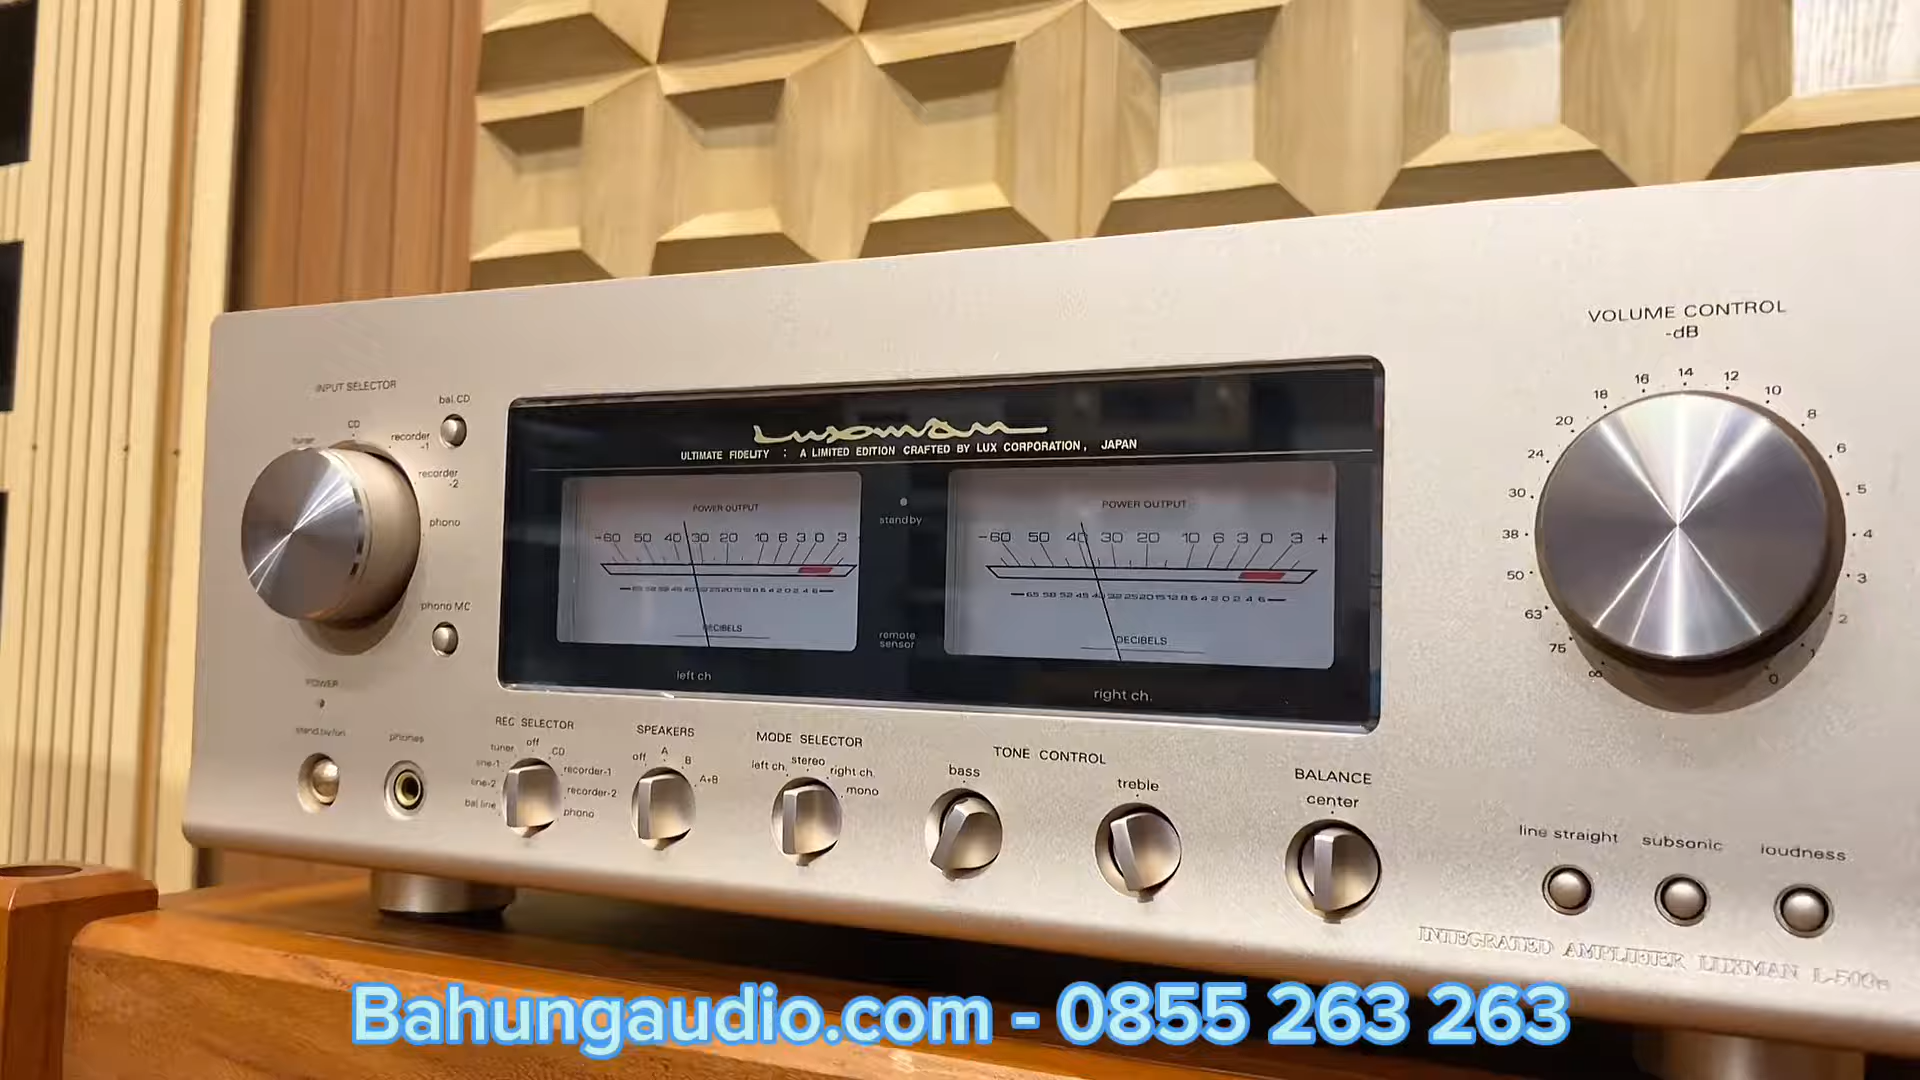 VOLUME CONTROL
-dB
∞ 75 63 50 38 30 24 20 18 16 14 12 10 8 6 5 4 3 2 1 0
INPUT SELECTOR
bal.CD
tuner CD recorder -1
recorder -2
phono
phono MC
Luxman
ULTIMATE FIDELITY : A LIMITED EDITION CRAFTED BY LUX CORPORATION, JAPAN
POWER OUTPUT
-60 50 40 30 20 10 6 3 0 3
DECIBELS
left ch
standby
remote sensor
POWER OUTPUT
-60 50 40 30 20 10 6 3 0 3 +
DECIBELS
right ch.
POWER
stand.by/on
phones
REC SELECTOR
bal line line-2 line-1 tuner off CD recorder-1 recorder-2 phono
SPEAKERS
off A B A+B
MODE SELECTOR
left ch. stereo right ch. mono
TONE CONTROL
bass
treble
BALANCE
center
line straight
subsonic
loudness
INTEGRATED AMPLIFIER LUXMAN
Bahungaudio.com - 0855 263 263